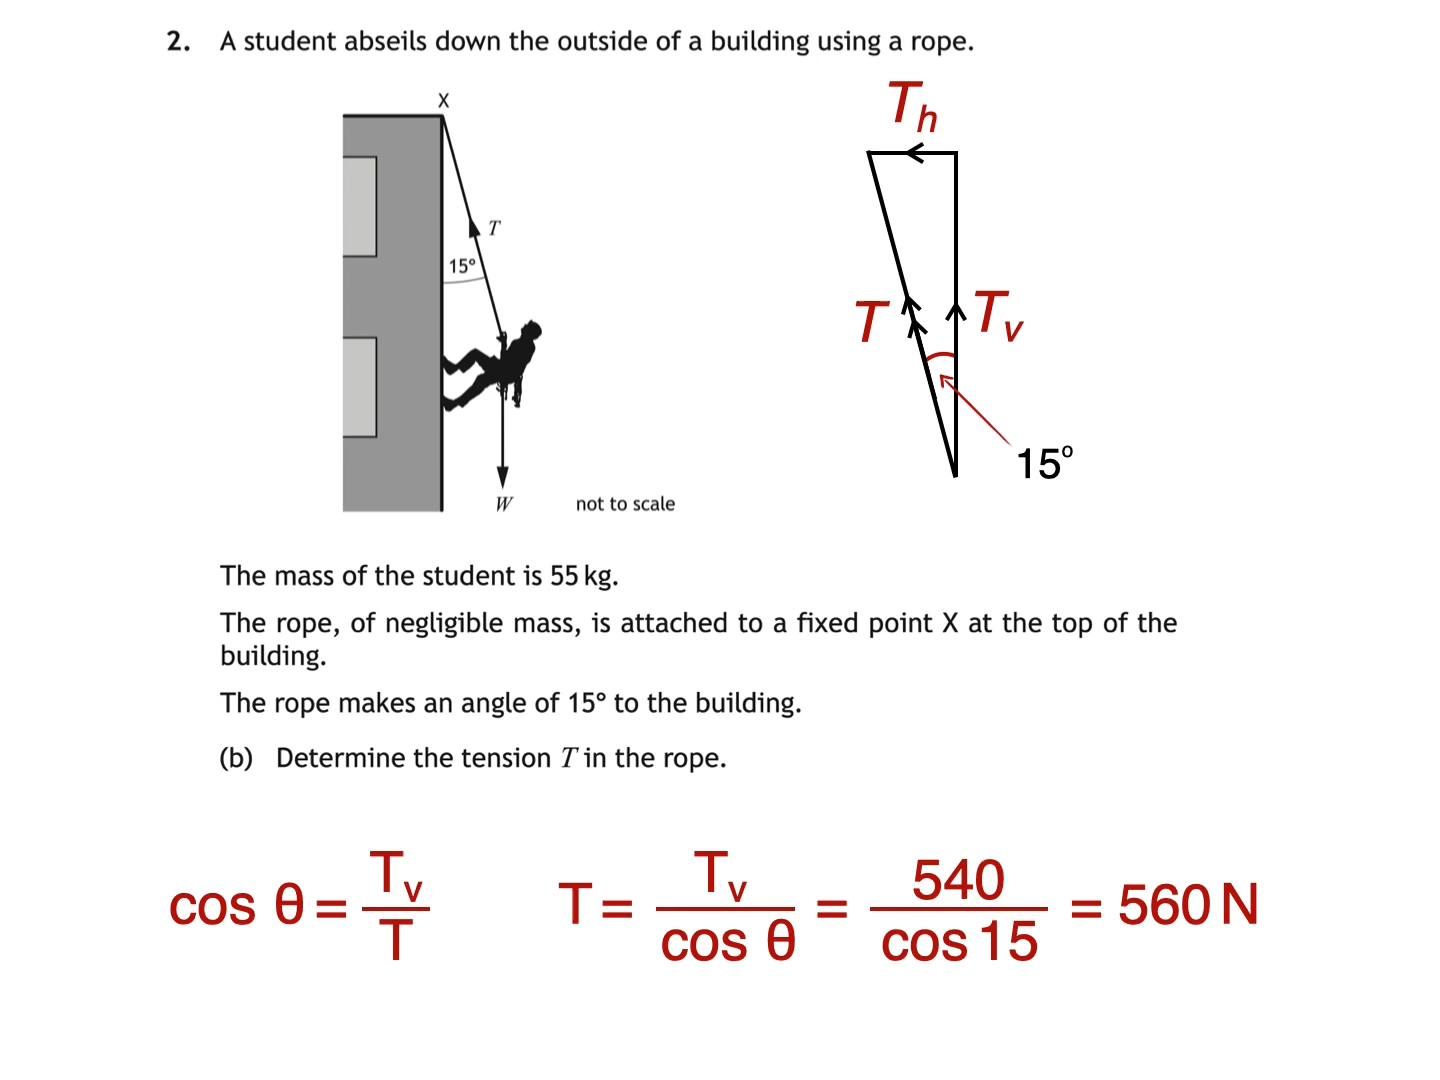 2. A student abseils down the outside of a building using a rope.
X
T
15°
W
not to scale
Th
T
Tv
15°
The mass of the student is 55 kg.
The rope, of negligible mass, is attached to a fixed point X at the top of the
building.
The rope makes an angle of 15° to the building.
(b) Determine the tension T in the rope.
cos θ = Tv / T    T = Tv / cos θ = 540 / cos 15 = 560 N